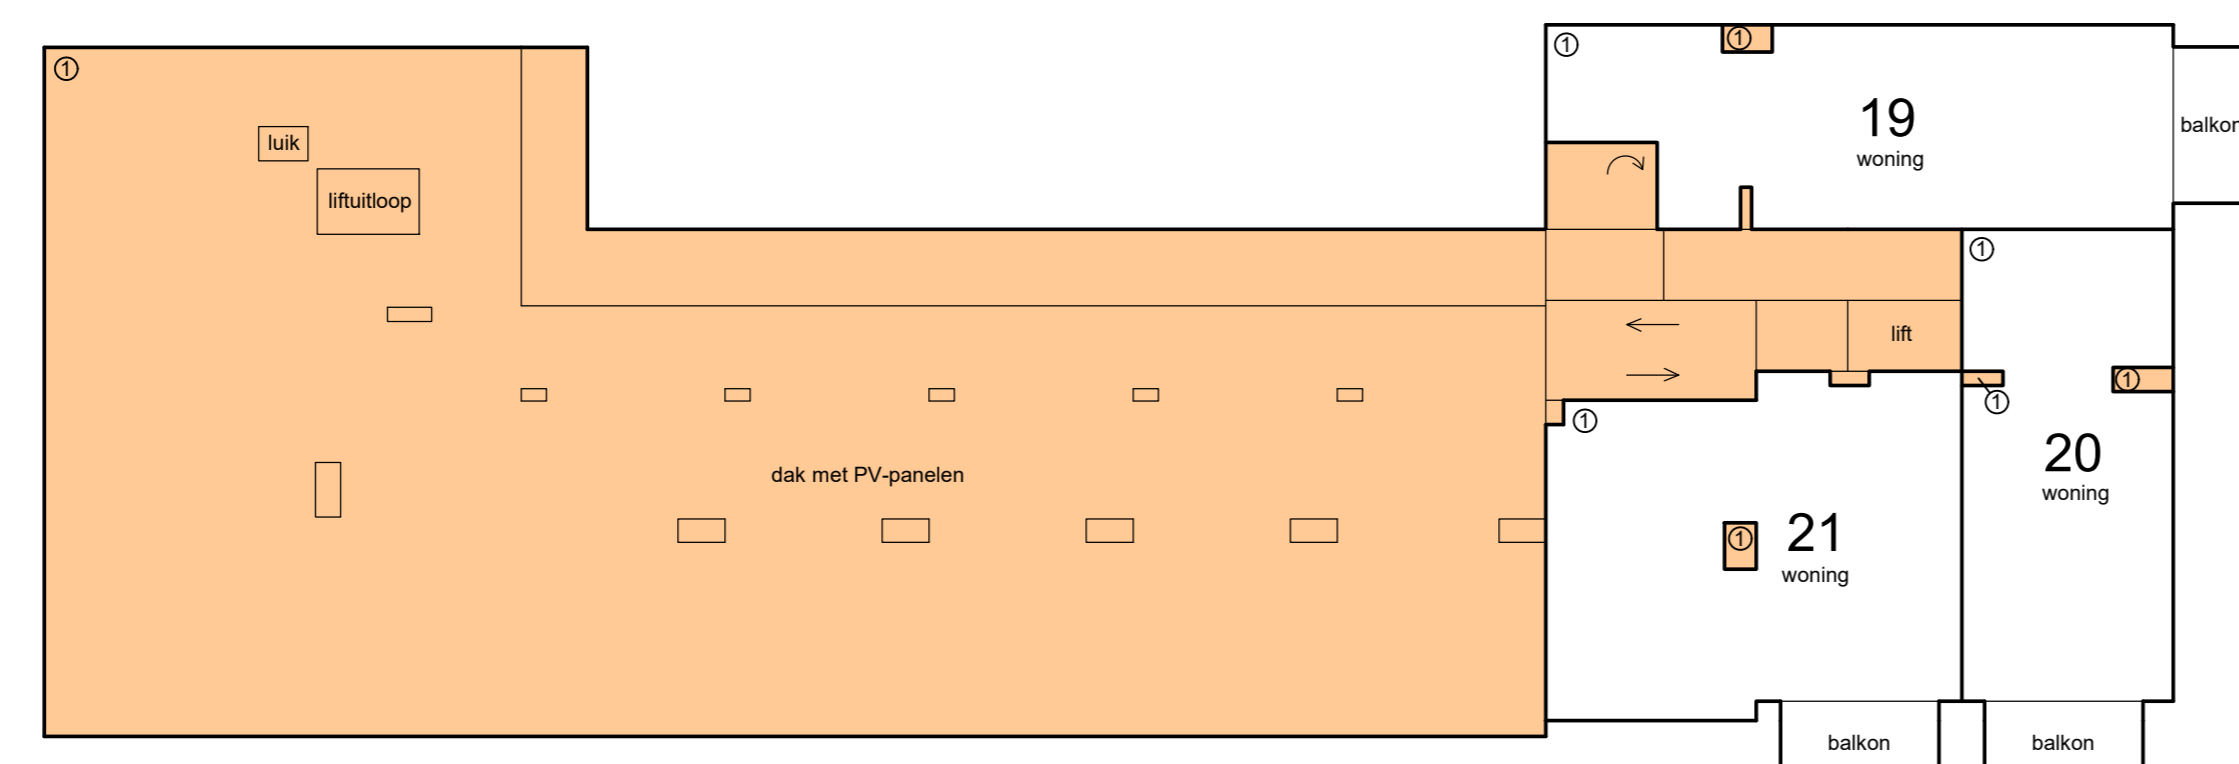 ①
luik
liftuitloop
dak met PV-panelen
①
①
19
woning
balkon
①
lift
①
①
①
20
woning
①
21
woning
balkon
balkon